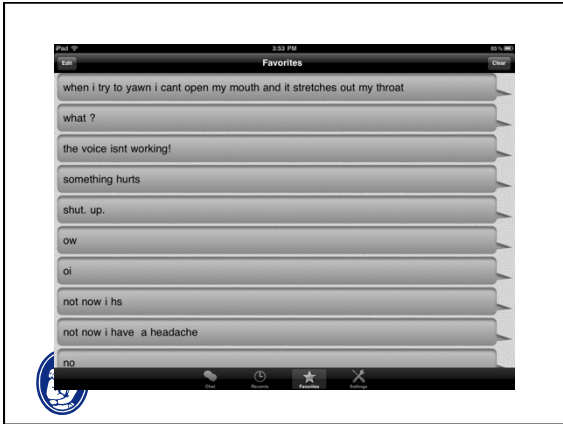 iPad 3:53 PM 85%
Edit Favorites Clear
when i try to yawn i cant open my mouth and it stretches out my throat
what ?
the voice isnt working!
something hurts
shut. up.
ow
oi
not now i hs
not now i have  a headache
no
Chat Recents Favorites Settings